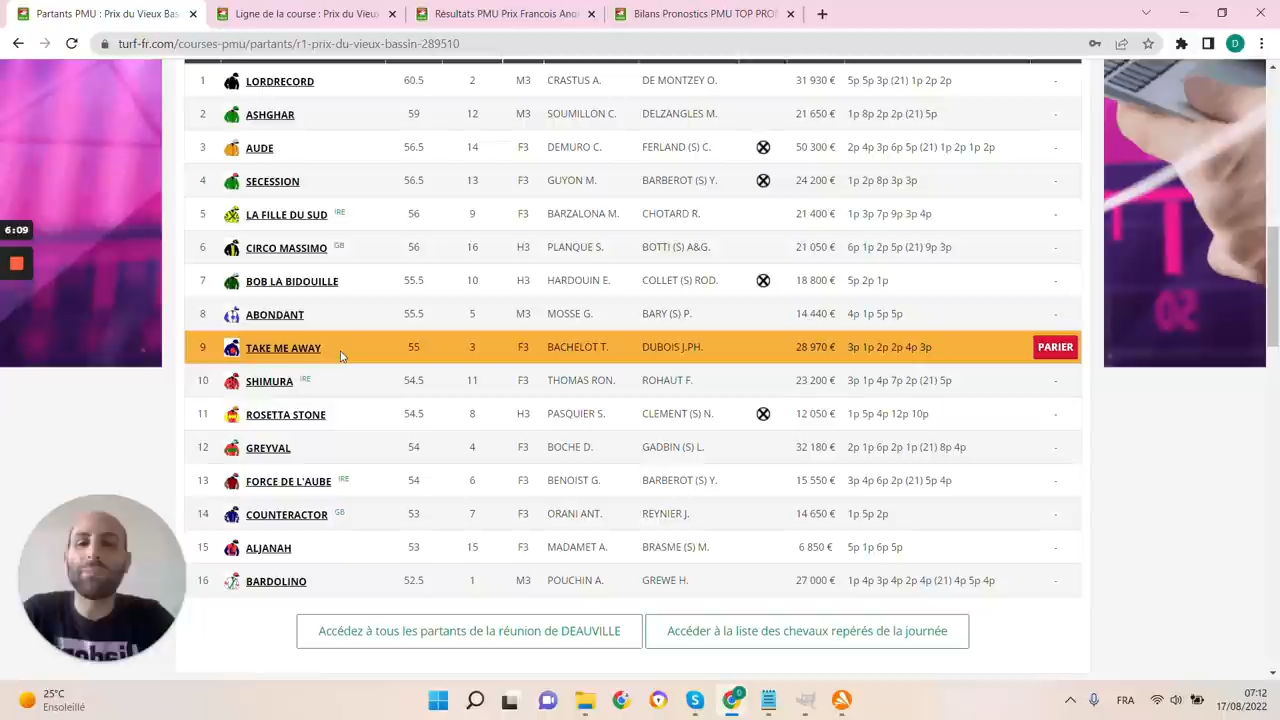 Partants PMU : Prix du Vieux Bas
Ligne de course : Prix du Vieux
Résultats PMU Prix Francois And
Bilans Pronostics PMU TOP PROP
turf-fr.com/courses-pmu/partants/r1-prix-du-vieux-bassin-289510
D
1 LORDRECORD 60.5 2 M3 CRASTUS A. DE MONTZEY O. 31 930 € 5p 5p 3p (21) 1p 2p 2p -
2 ASHGHAR 59 12 M3 SOUMILLON C. DELZANGLES M. 21 650 € 1p 8p 2p 2p (21) 5p -
3 AUDE 56.5 14 F3 DEMURO C. FERLAND (S) C. 50 300 € 2p 4p 3p 6p 5p (21) 1p 2p 1p 2p -
4 SECESSION 56.5 13 F3 GUYON M. BARBEROT (S) Y. 24 200 € 1p 2p 8p 3p 3p -
5 LA FILLE DU SUD IRE 56 9 F3 BARZALONA M. CHOTARD R. 21 400 € 1p 3p 7p 9p 3p 4p -
6:09
6 CIRCO MASSIMO GB 56 16 H3 PLANQUE S. BOTTI (S) A&G. 21 050 € 6p 1p 2p 5p (21) 9p 3p -
7 BOB LA BIDOUILLE 55.5 10 H3 HARDOUIN E. COLLET (S) ROD. 18 800 € 5p 2p 1p -
8 ABONDANT 55.5 5 M3 MOSSE G. BARY (S) P. 14 440 € 4p 1p 5p 5p -
9 TAKE ME AWAY 55 3 F3 BACHELOT T. DUBOIS J.PH. 28 970 € 3p 1p 2p 2p 4p 3p PARIER
10 SHIMURA IRE 54.5 11 F3 THOMAS RON. ROHAUT F. 23 200 € 3p 1p 4p 7p 2p (21) 5p -
11 ROSETTA STONE 54.5 8 H3 PASQUIER S. CLEMENT (S) N. 12 050 € 1p 5p 4p 12p 10p -
12 GREYVAL 54 4 F3 BOCHE D. GADBIN (S) L. 32 180 € 2p 1p 6p 2p 1p (21) 8p 4p -
13 FORCE DE L'AUBE IRE 54 6 F3 BENOIST G. BARBEROT (S) Y. 15 550 € 3p 4p 6p 2p (21) 5p 4p -
14 COUNTERACTOR GB 53 7 F3 ORANI ANT. REYNIER J. 14 650 € 1p 5p 2p -
15 ALJANAH 53 15 F3 MADAMET A. BRASME (S) M. 6 850 € 5p 1p 6p 5p -
16 BARDOLINO 52.5 1 M3 POUCHIN A. GREWE H. 27 000 € 1p 4p 3p 4p 2p 4p (21) 4p 5p 4p -
Accédez à tous les partants de la réunion de DEAUVILLE
Accéder à la liste des chevaux repérés de la journée
25°C
Ensoleillé
FRA
07:12
17/08/2022